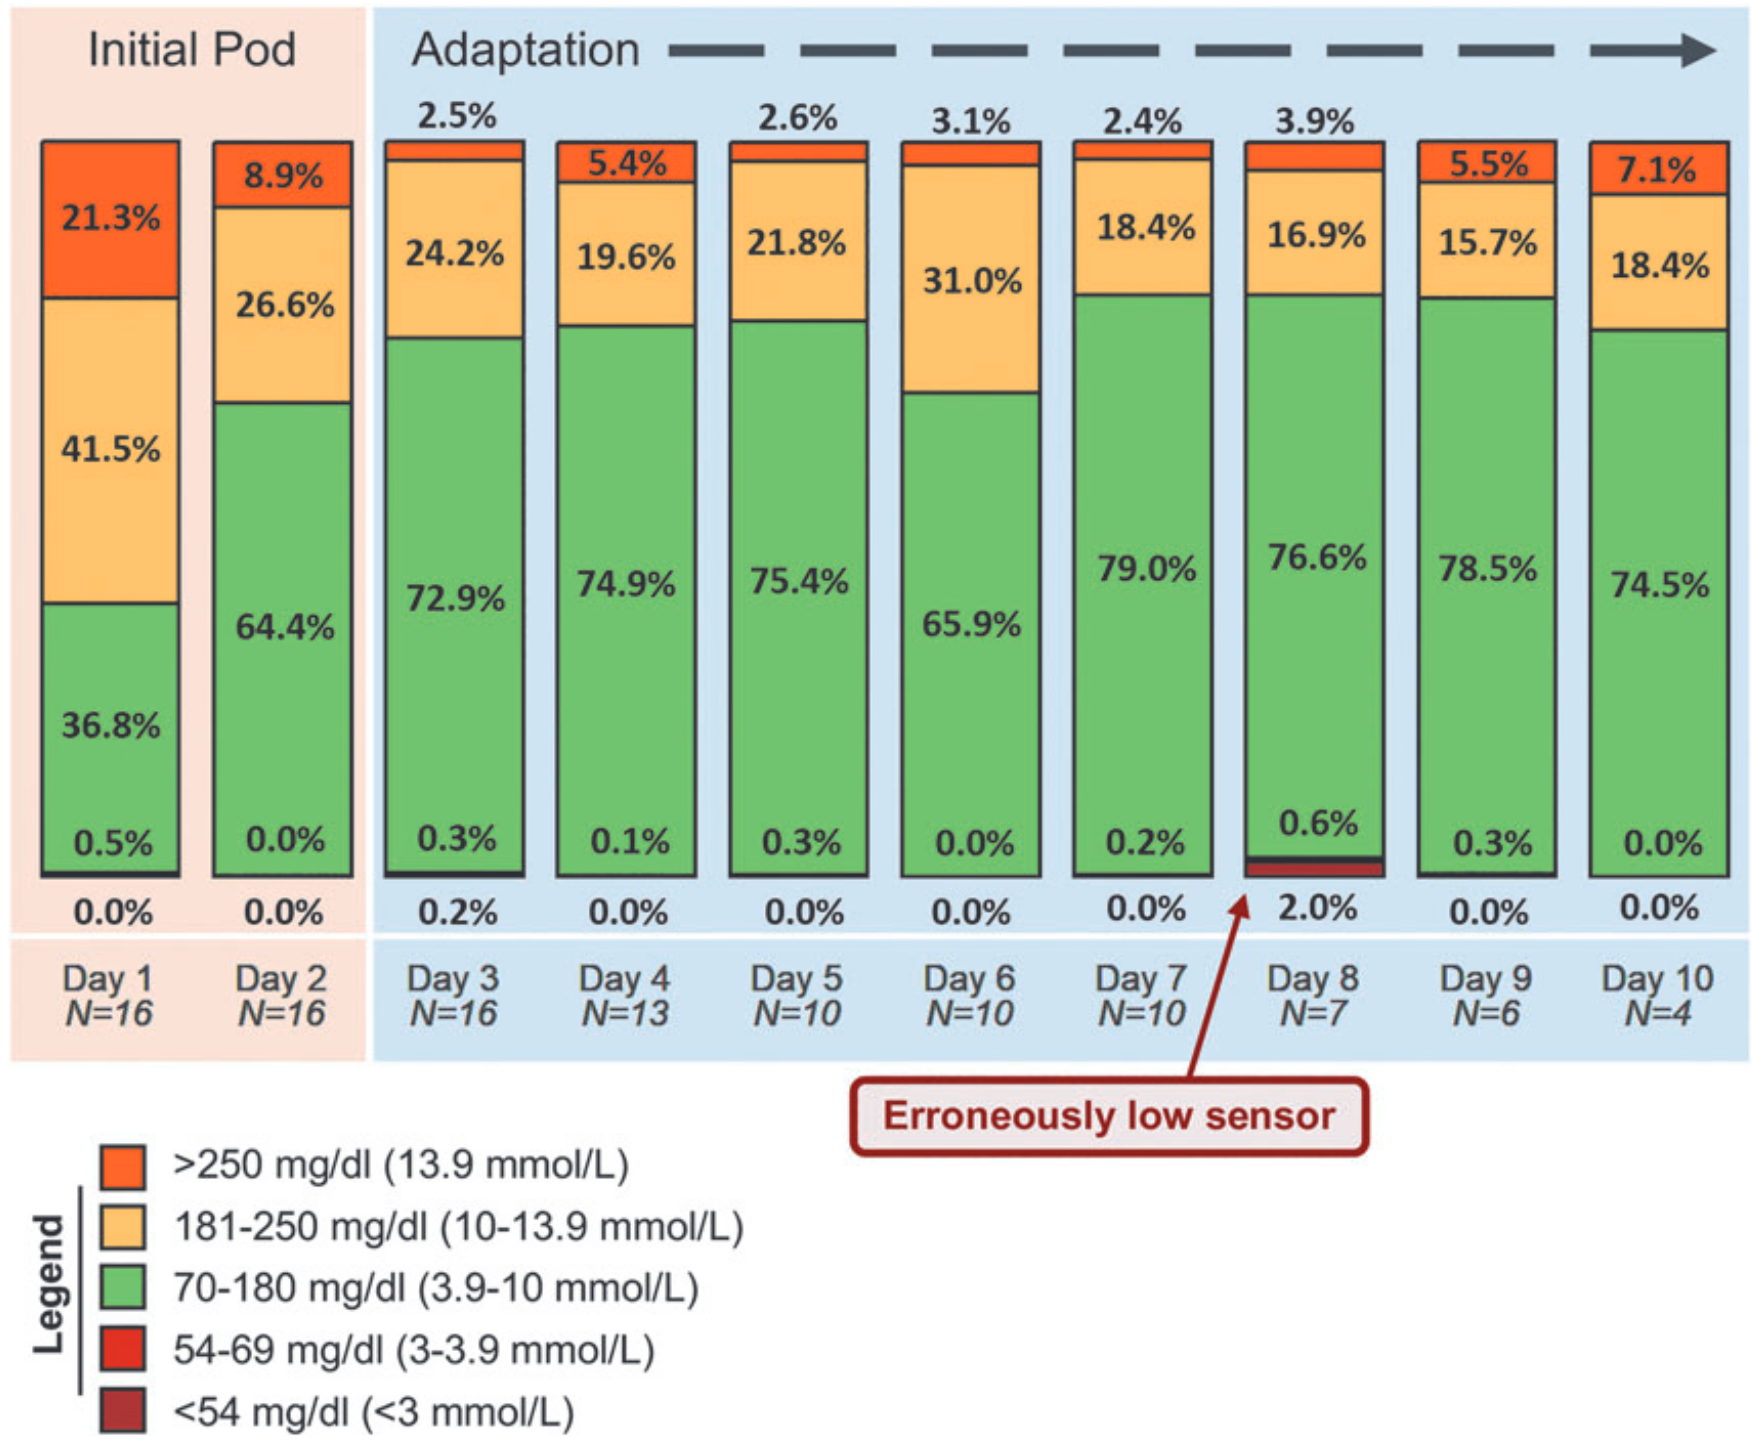 Initial Pod
Adaptation
2.5% 2.6% 3.1% 2.4% 3.9%
21.3% 8.9% 5.4% 5.5% 7.1%
41.5% 26.6% 24.2% 19.6% 21.8% 31.0% 18.4% 16.9% 15.7% 18.4%
36.8% 64.4% 72.9% 74.9% 75.4% 65.9% 79.0% 76.6% 78.5% 74.5%
0.5% 0.0% 0.3% 0.1% 0.3% 0.0% 0.2% 0.6% 0.3% 0.0%
0.0% 0.0% 0.2% 0.0% 0.0% 0.0% 0.0% 2.0% 0.0% 0.0%
Day 1 Day 2 Day 3 Day 4 Day 5 Day 6 Day 7 Day 8 Day 9 Day 10
N=16 N=16 N=16 N=13 N=10 N=10 N=10 N=7 N=6 N=4
Erroneously low sensor
Legend
>250 mg/dl (13.9 mmol/L)
181-250 mg/dl (10-13.9 mmol/L)
70-180 mg/dl (3.9-10 mmol/L)
54-69 mg/dl (3-3.9 mmol/L)
<54 mg/dl (<3 mmol/L)